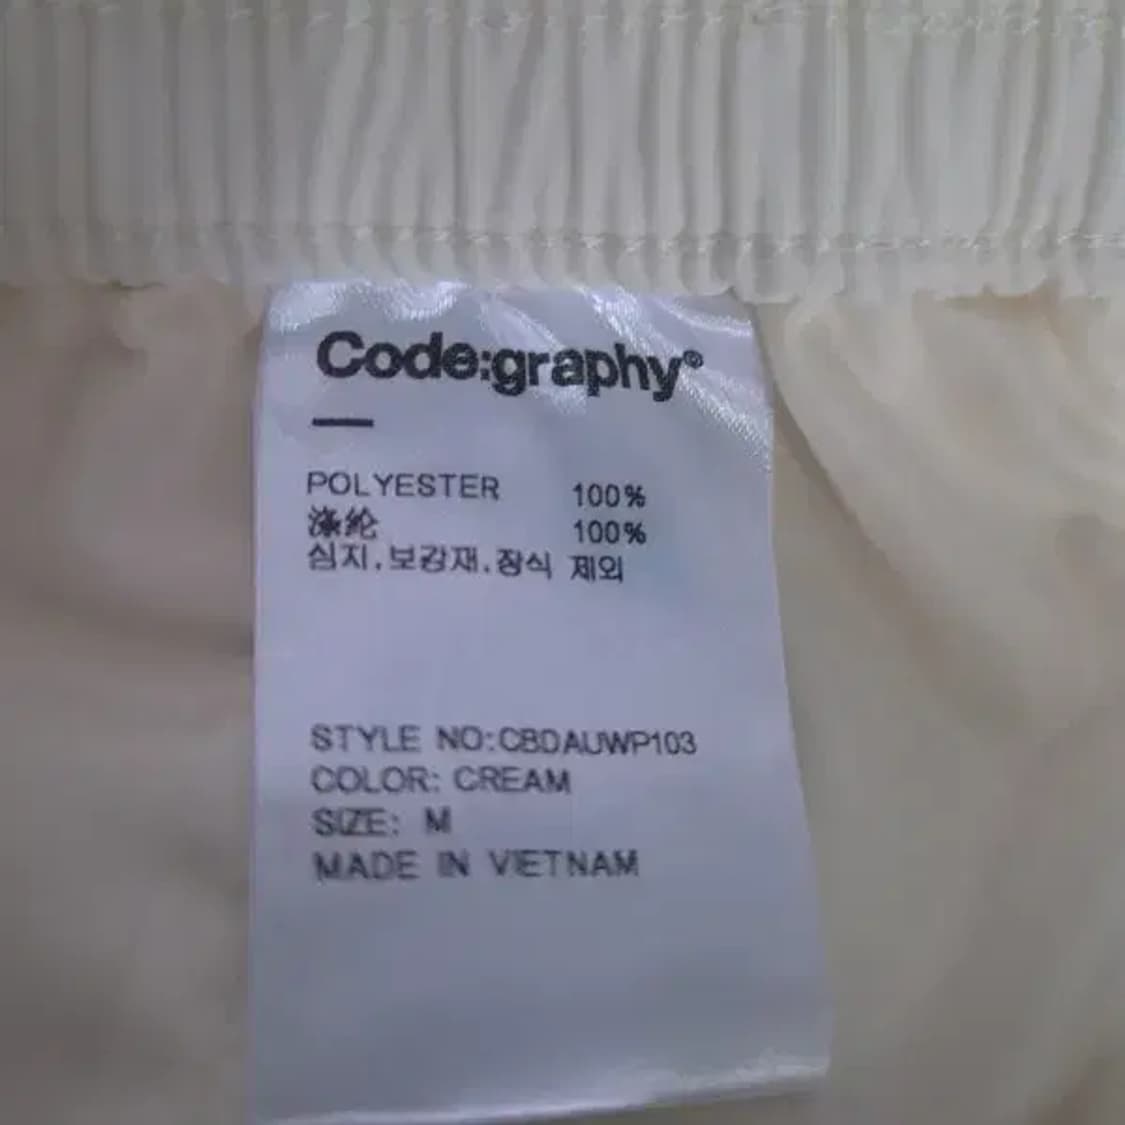 Code:graphy®
POLYESTER 100%
涤纶 100%
심지.보강재.장식 제외
STYLE NO:CBDAUWP103
COLOR: CREAM
SIZE: M
MADE IN VIETNAM